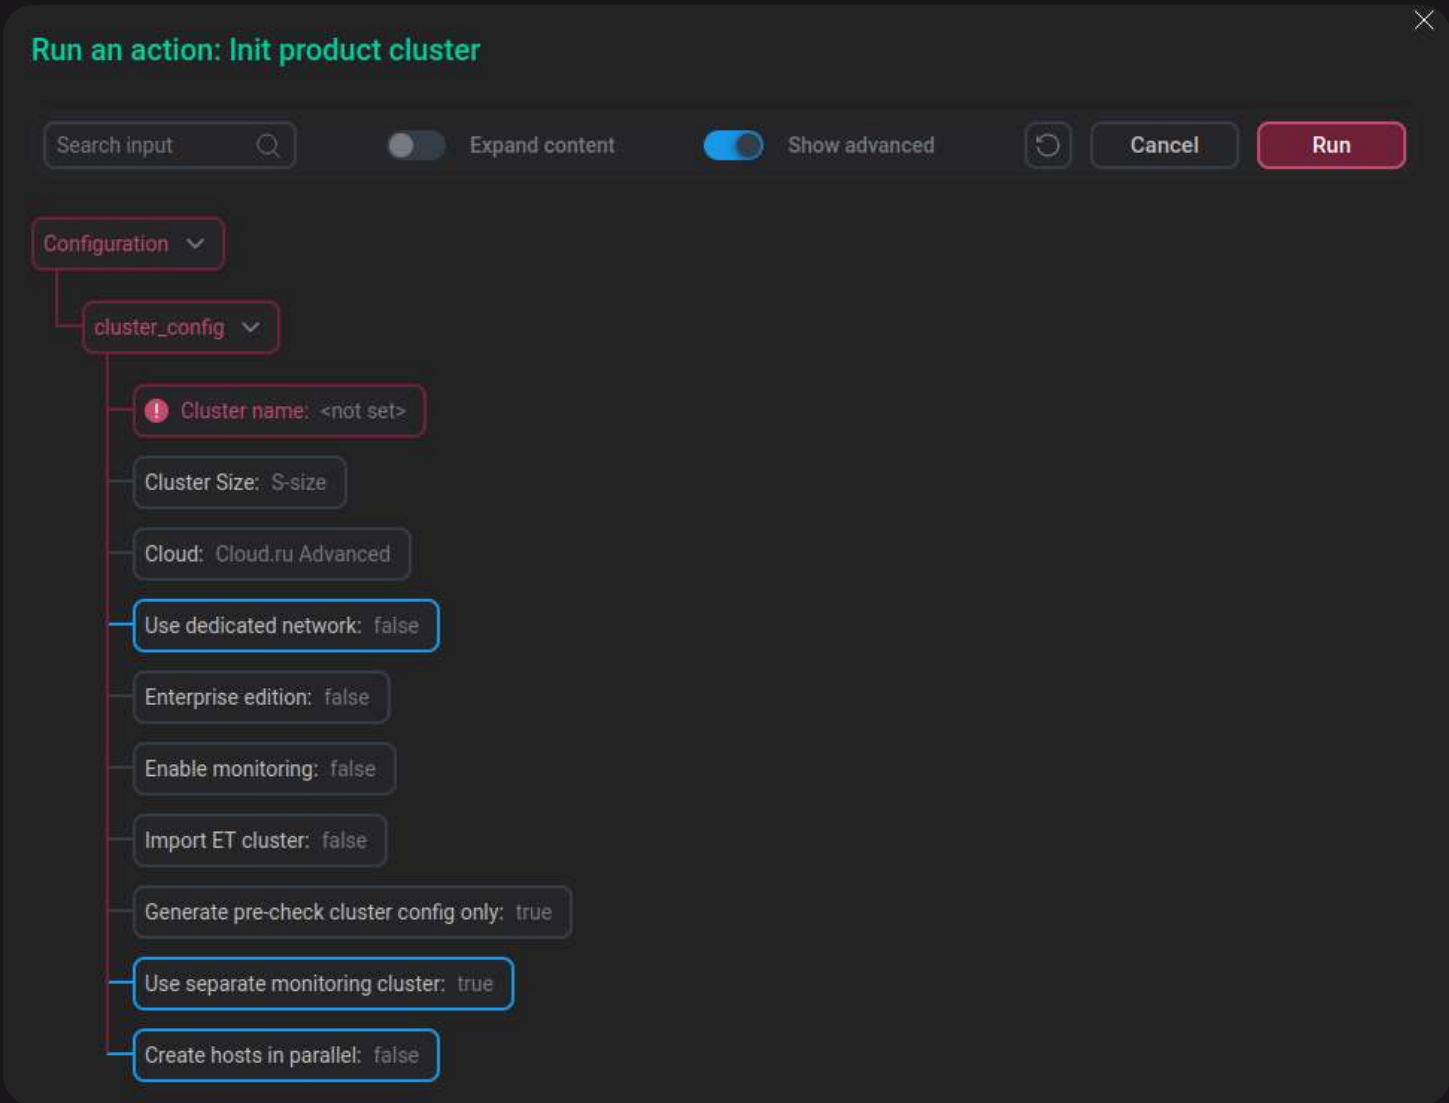 Run an action: Init product cluster
Search input
Expand content
Show advanced
Cancel
Run
Configuration
cluster_config
Cluster name: <not set>
Cluster Size: S-size
Cloud: Cloud.ru Advanced
Use dedicated network: false
Enterprise edition: false
Enable monitoring: false
Import ET cluster: false
Generate pre-check cluster config only: true
Use separate monitoring cluster: true
Create hosts in parallel: false